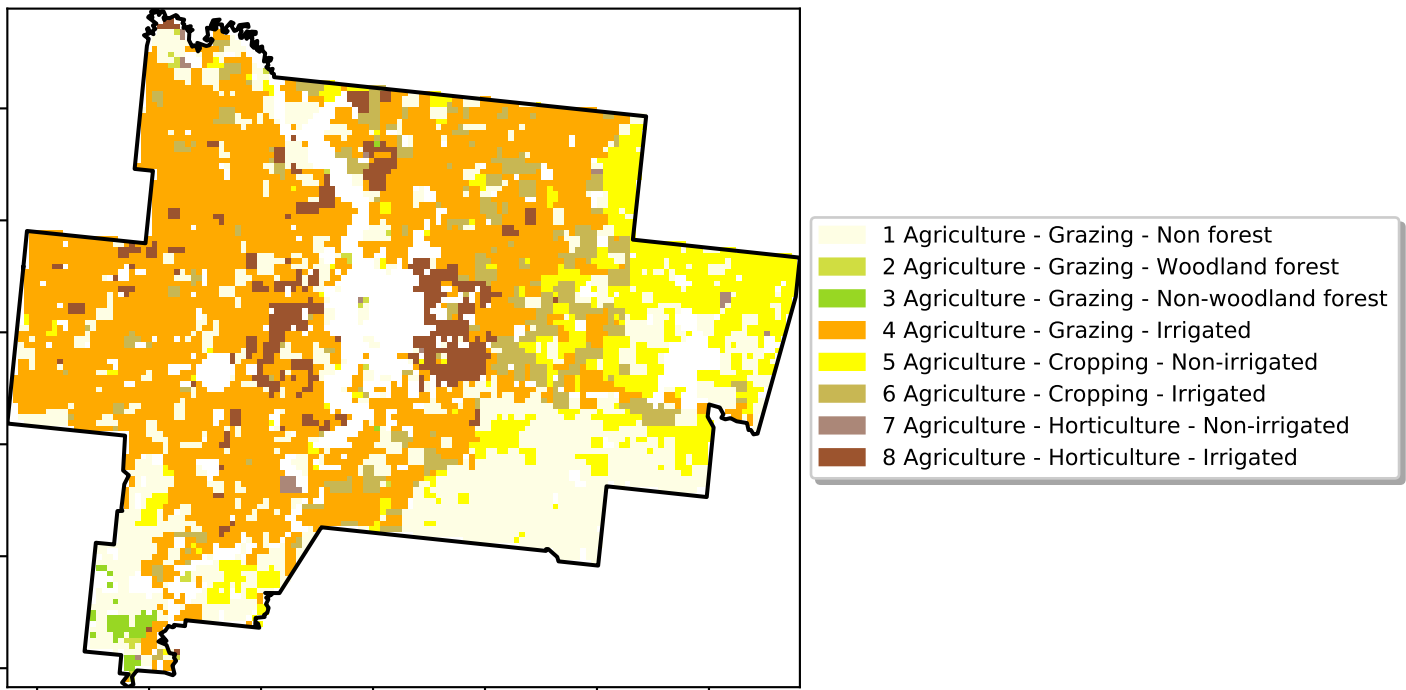 1 Agriculture - Grazing - Non forest
2 Agriculture - Grazing - Woodland forest
3 Agriculture - Grazing - Non-woodland forest
4 Agriculture - Grazing - Irrigated
5 Agriculture - Cropping - Non-irrigated
6 Agriculture - Cropping - Irrigated
7 Agriculture - Horticulture - Non-irrigated
8 Agriculture - Horticulture - Irrigated